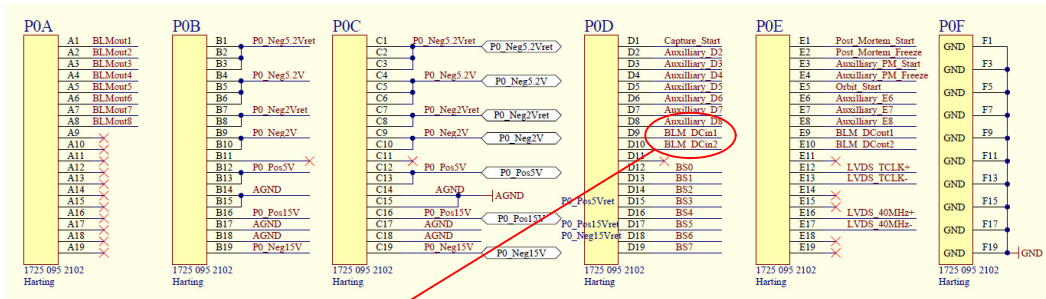 P0A
A1 BLMout1
A2 BLMout2
A3 BLMout3
A4 BLMout4
A5 BLMout5
A6 BLMout6
A7 BLMout7
A8 BLMout8
A9
A10
A11
A12
A13
A14
A15
A16
A17
A18
A19
1725 095 2102
Harting
P0B
B1 P0_Neg5.2Vret
B2
B3
B4 P0_Neg5.2V
B5
B6
B7 P0_Neg2Vret
B8
B9 P0_Neg2V
B10
B11
B12 P0_Pos5V
B13
B14 AGND
B15
B16 P0_Pos15V
B17 AGND
B18 AGND
B19 P0_Neg15V
1725 095 2102
Harting
P0C
C1 P0_Neg5.2Vret P0_Neg5.2Vret
C2
C3
C4 P0_Neg5.2V P0_Neg5.2V
C5
C6
C7 P0_Neg2Vret P0_Neg2Vret
C8
C9 P0_Neg2V P0_Neg2V
C10
C11
C12 P0_Pos5V P0_Pos5V
C13
C14 AGND AGND
C15
C16 P0_Pos15V P0_Pos15V
C17 AGND
C18 AGND
C19 P0_Neg15V P0_Neg15V
1725 095 2102
Harting
P0_Pos5Vret
P0_Pos15Vret
P0_Neg15Vret
P0D
D1 Capture_Start
D2 Auxilliary_D2
D3 Auxilliary_D3
D4 Auxilliary_D4
D5 Auxilliary_D5
D6 Auxilliary_D6
D7 Auxilliary_D7
D8 Auxilliary_D8
D9 BLM_DCin1
D10 BLM_DCin2
D11
D12 BS0
D13 BS1
D14 BS2
D15 BS3
D16 BS4
D17 BS5
D18 BS6
D19 BS7
1725 095 2102
Harting
P0E
E1 Post_Mortem_Start
E2 Post_Mortem_Freeze
E3 Auxilliary_PM_Start
E4 Auxilliary_PM_Freeze
E5 Orbit_Start
E6 Auxilliary_E6
E7 Auxilliary_E7
E8 Auxilliary_E8
E9 BLM_DCout1
E10 BLM_DCout2
E11
E12 LVDS_TCLK+
E13 LVDS_TCLK-
E14
E15
E16 LVDS_40MHz+
E17 LVDS_40MHz-
E18
E19
1725 095 2102
Harting
P0F
GND F1
GND F3
GND F5
GND F7
GND F9
GND F11
GND F13
GND F15
GND F17
GND F19 GND
1725 095 2102
Harting